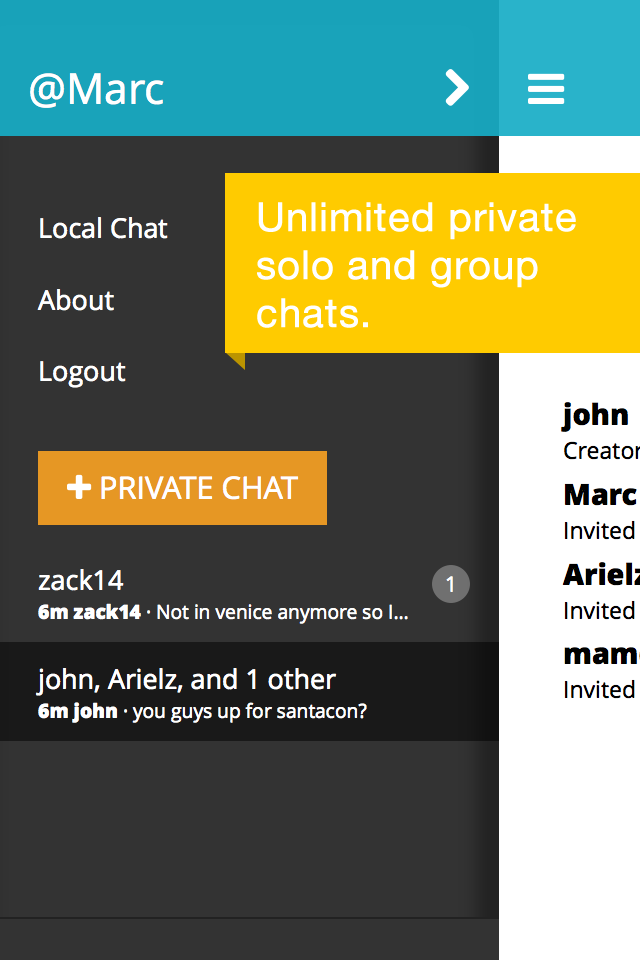 @Marc
Local Chat
About
Logout
Unlimited private
solo and group
chats.
PRIVATE CHAT
zack14
1
6m zack14 · Not in venice anymore so I...
john, Arielz, and 1 other
6m john · you guys up for santacon?
john
Creator
Marc
Invited
Arielz
Invited
mam
Invited